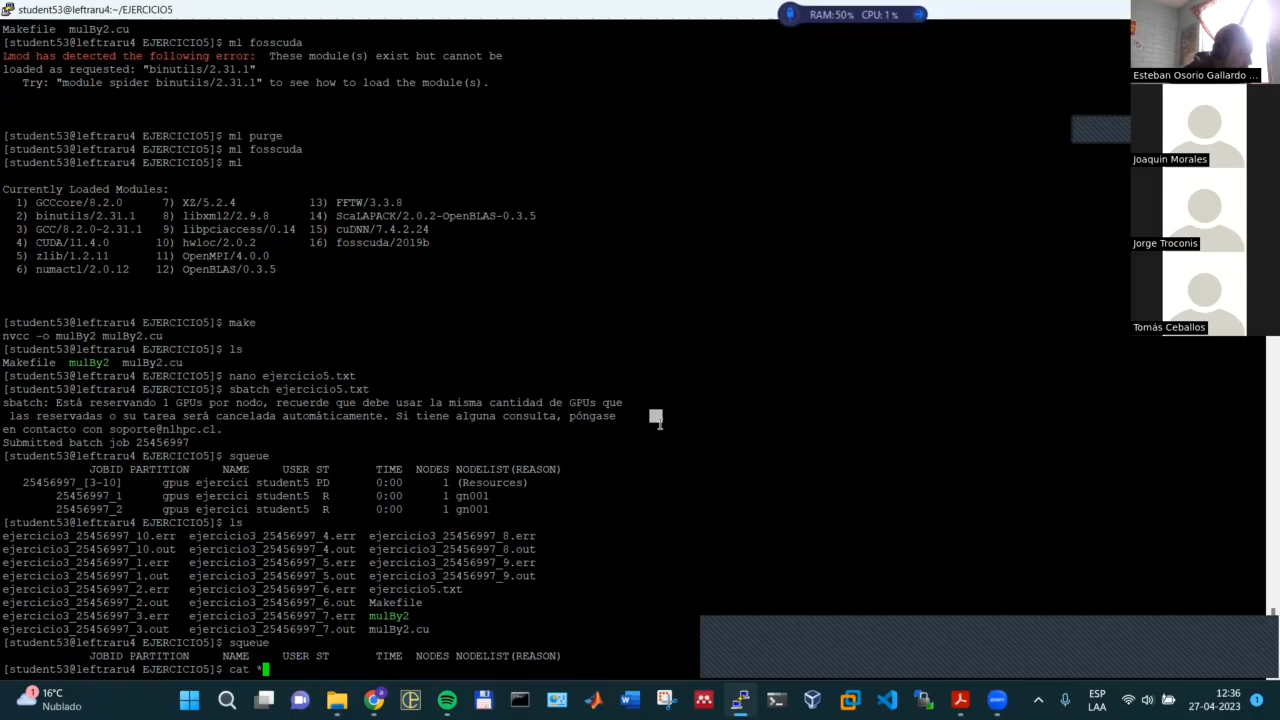 student53@leftraru4:~/EJERCICIO5
RAM:50% CPU: 1%
Makefile  mulBy2.cu
[student53@leftraru4 EJERCICIO5]$ ml fosscuda
Lmod has detected the following error:  These module(s) exist but cannot be
loaded as requested: "binutils/2.31.1"
   Try: "module spider binutils/2.31.1" to see how to load the module(s).
[student53@leftraru4 EJERCICIO5]$ ml purge
[student53@leftraru4 EJERCICIO5]$ ml fosscuda
[student53@leftraru4 EJERCICIO5]$ ml
Currently Loaded Modules:
  1) GCCcore/8.2.0      7) XZ/5.2.4          13) FFTW/3.3.8
  2) binutils/2.31.1    8) libxml2/2.9.8     14) ScaLAPACK/2.0.2-OpenBLAS-0.3.5
  3) GCC/8.2.0-2.31.1   9) libpciaccess/0.14 15) cuDNN/7.4.2.24
  4) CUDA/11.4.0       10) hwloc/2.0.2       16) fosscuda/2019b
  5) zlib/1.2.11       11) OpenMPI/4.0.0
  6) numactl/2.0.12    12) OpenBLAS/0.3.5
[student53@leftraru4 EJERCICIO5]$ make
nvcc -o mulBy2 mulBy2.cu
[student53@leftraru4 EJERCICIO5]$ ls
Makefile  mulBy2  mulBy2.cu
[student53@leftraru4 EJERCICIO5]$ nano ejercicio5.txt
[student53@leftraru4 EJERCICIO5]$ sbatch ejercicio5.txt
sbatch: Está reservando 1 GPUs por nodo, recuerde que debe usar la misma cantidad de GPUs que
 las reservadas o su tarea será cancelada automáticamente. Si tiene alguna consulta, póngase
en contacto con soporte@nlhpc.cl.
Submitted batch job 25456997
[student53@leftraru4 EJERCICIO5]$ squeue
             JOBID PARTITION     NAME     USER ST       TIME  NODES NODELIST(REASON)
   25456997_[3-10]      gpus ejercici student5 PD       0:00      1 (Resources)
        25456997_1      gpus ejercici student5  R       0:00      1 gn001
        25456997_2      gpus ejercici student5  R       0:00      1 gn001
[student53@leftraru4 EJERCICIO5]$ ls
ejercicio3_25456997_10.err  ejercicio3_25456997_4.err  ejercicio3_25456997_8.err
ejercicio3_25456997_10.out  ejercicio3_25456997_4.out  ejercicio3_25456997_8.out
ejercicio3_25456997_1.err   ejercicio3_25456997_5.err  ejercicio3_25456997_9.err
ejercicio3_25456997_1.out   ejercicio3_25456997_5.out  ejercicio3_25456997_9.out
ejercicio3_25456997_2.err   ejercicio3_25456997_6.err  ejercicio5.txt
ejercicio3_25456997_2.out   ejercicio3_25456997_6.out  Makefile
ejercicio3_25456997_3.err   ejercicio3_25456997_7.err  mulBy2
ejercicio3_25456997_3.out   ejercicio3_25456997_7.out  mulBy2.cu
[student53@leftraru4 EJERCICIO5]$ squeue
             JOBID PARTITION     NAME     USER ST       TIME  NODES NODELIST(REASON)
[student53@leftraru4 EJERCICIO5]$ cat *
Esteban Osorio Gallardo ...
Joaquin Morales
Jorge Troconis
Tomás Ceballos
1
16°C
Nublado
ESP
LAA
12:36
27-04-2023
1